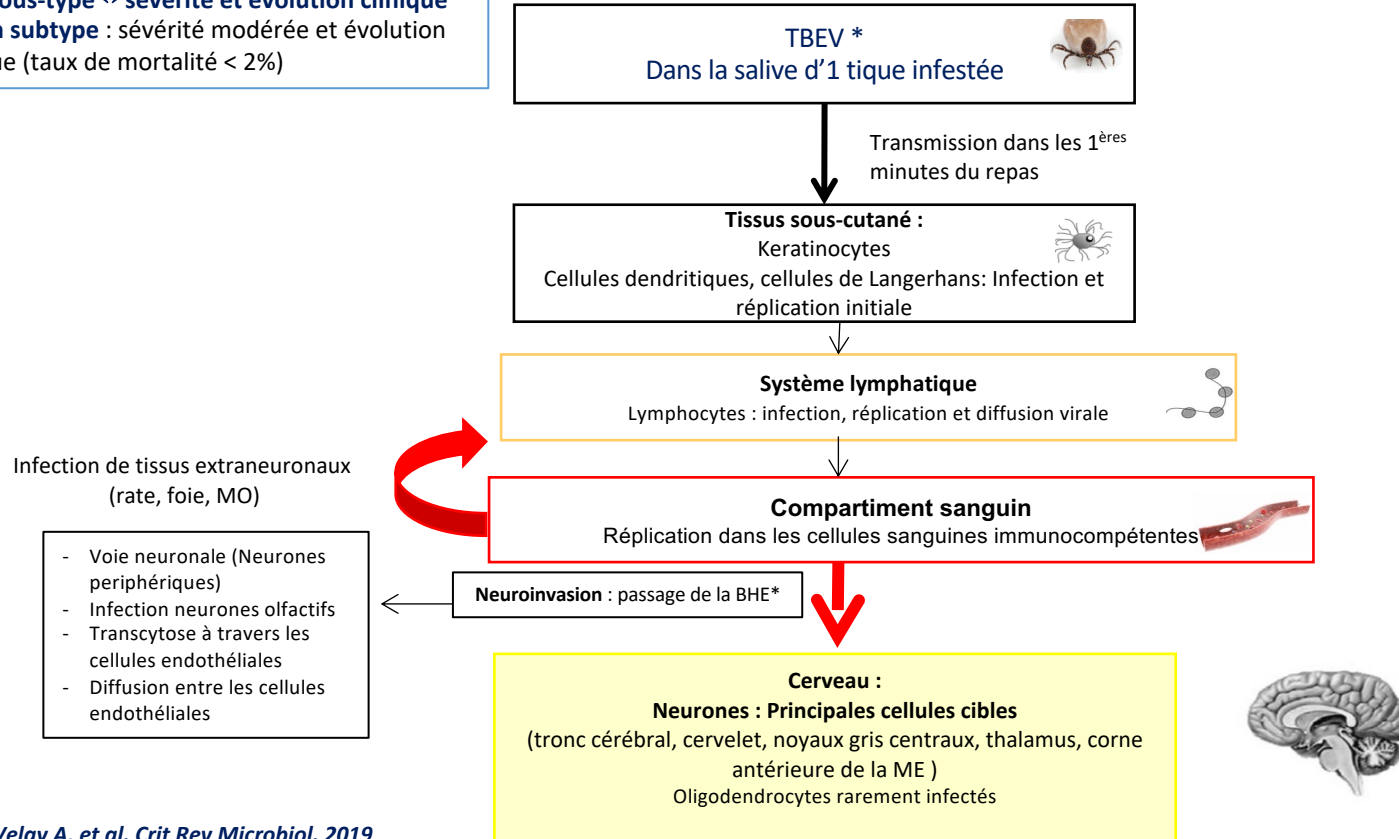 sous-type ↔ sévérité et évolution clinique
subtype : sévérité modérée et évolution
(taux de mortalité < 2%)
TBEV *
Dans la salive d'1 tique infestée
Transmission dans les 1ères
minutes du repas
Tissus sous-cutané :
Keratinocytes
Cellules dendritiques, cellules de Langerhans: Infection et
réplication initiale
Système lymphatique
Lymphocytes : infection, réplication et diffusion virale
Infection de tissus extraneuronaux
(rate, foie, MO)
Compartiment sanguin
Réplication dans les cellules sanguines immunocompétentes
- Voie neuronale (Neurones
periphériques)
- Infection neurones olfactifs
- Transcytose à travers les
cellules endothéliales
- Diffusion entre les cellules
endothéliales
Neuroinvasion : passage de la BHE*
Cerveau :
Neurones : Principales cellules cibles
(tronc cérébral, cervelet, noyaux gris centraux, thalamus, corne
antérieure de la ME )
Oligodendrocytes rarement infectés
Velay A. et al. Crit Rev Microbiol. 2019